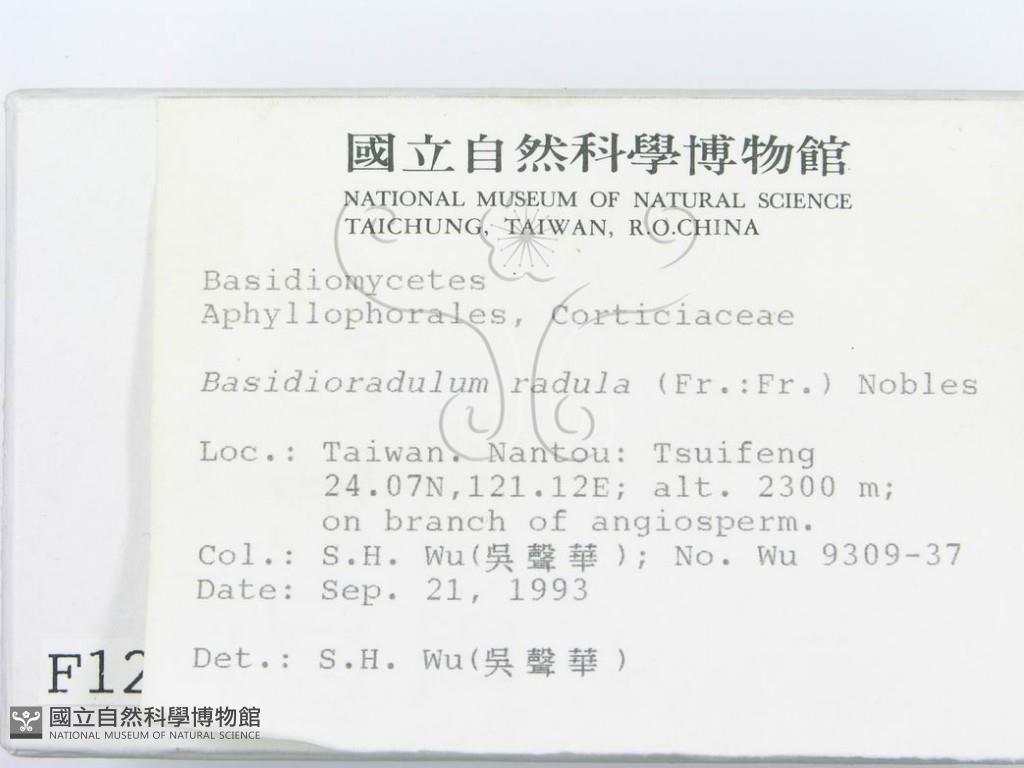 國立自然科學博物館
NATIONAL MUSEUM OF NATURAL SCIENCE
TAICHUNG, TAIWAN, R.O.CHINA
Basidiomycetes
Aphyllophorales, Corticiaceae
Basidioradulum radula (Fr.:Fr.) Nobles
Loc.: Taiwan. Nantou: Tsuifeng
24.07N,121.12E; alt. 2300 m;
on branch of angiosperm.
Col.: S.H. Wu(吳聲華); No. Wu 9309-37
Date: Sep. 21, 1993
Det.: S.H. Wu(吳聲華)
F12
國立自然科學博物館
NATIONAL MUSEUM OF NATURAL SCIENCE